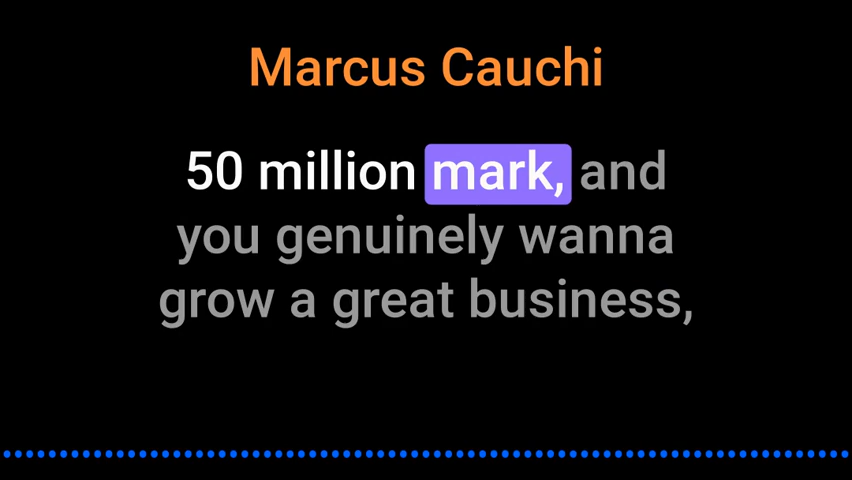 Marcus Cauchi
50 million mark, and
you genuinely wanna
grow a great business,